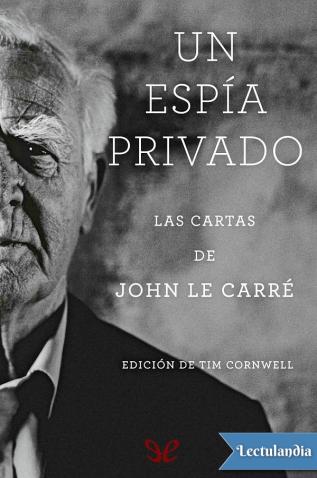 UN
ESPÍA
PRIVADO
LAS CARTAS
DE
JOHN LE CARRÉ
EDICIÓN DE TIM CORNWELL
Lectulandia